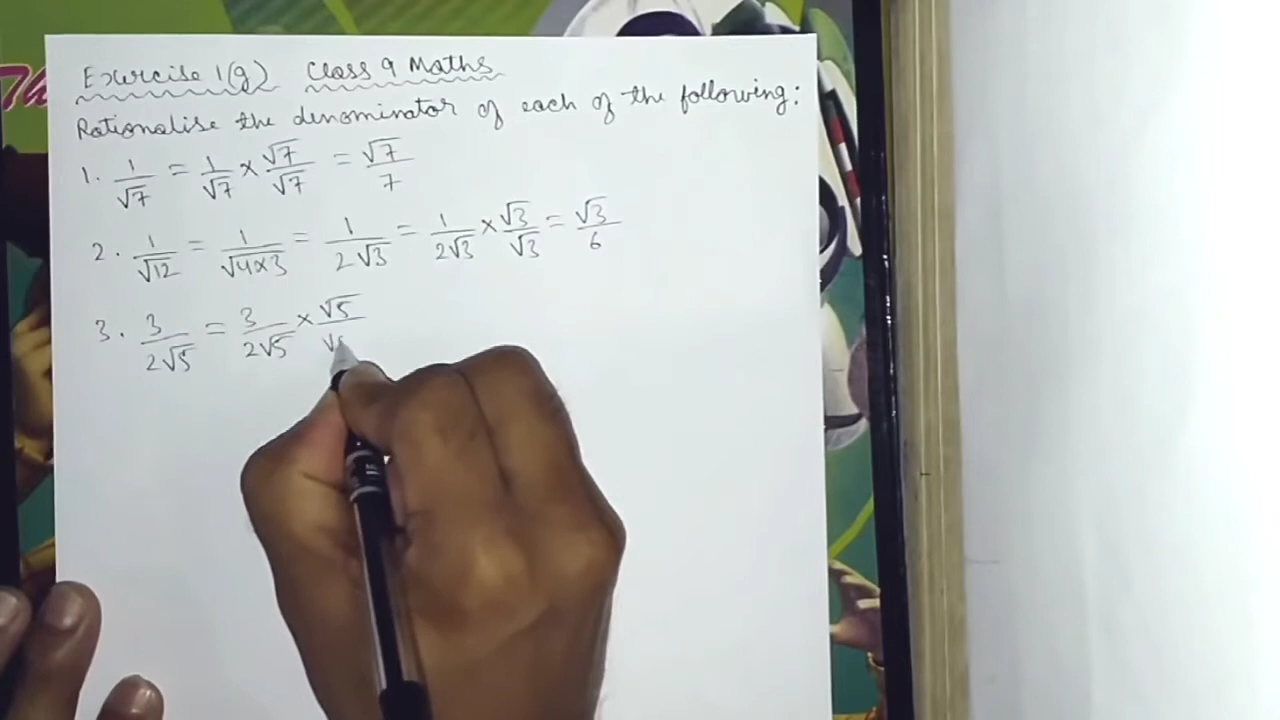 Th
Exercise 1(g) Class 9 Maths
Rationalise the denominator of each of the following:
1. 1/√7 = 1/√7 × √7/√7 = √7/7
2. 1/√12 = 1/√4×3 = 1/2√3 = 1/2√3 × √3/√3 = √3/6
3. 3/2√5 = 3/2√5 × √5/√5